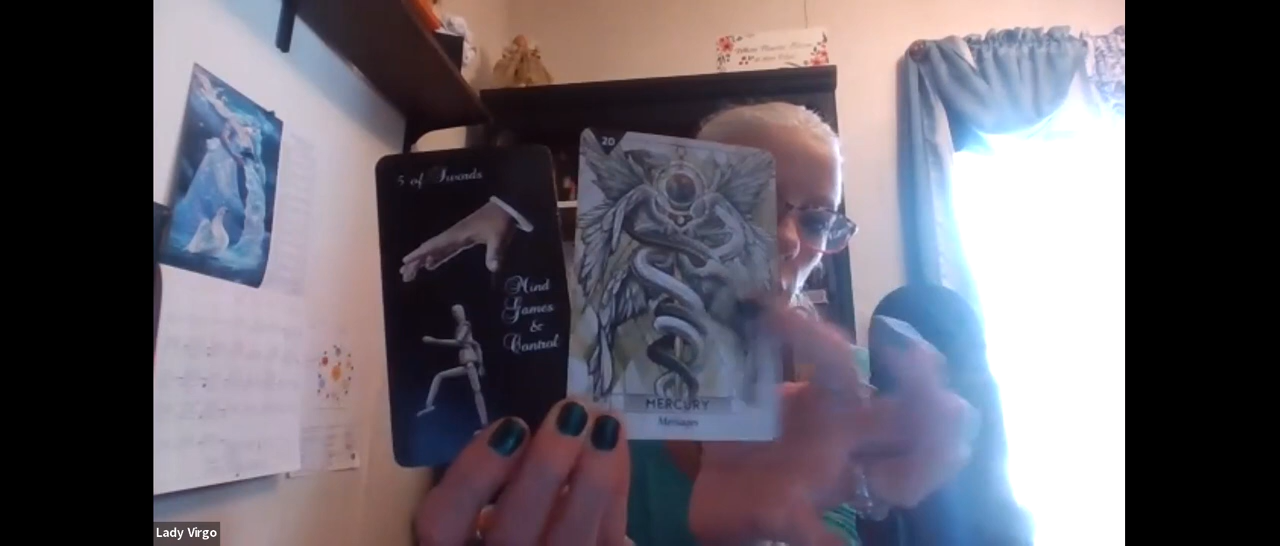 5 of Swords
Mind
Games
&
Control
20
MERCURY
Messages
Lady Virgo